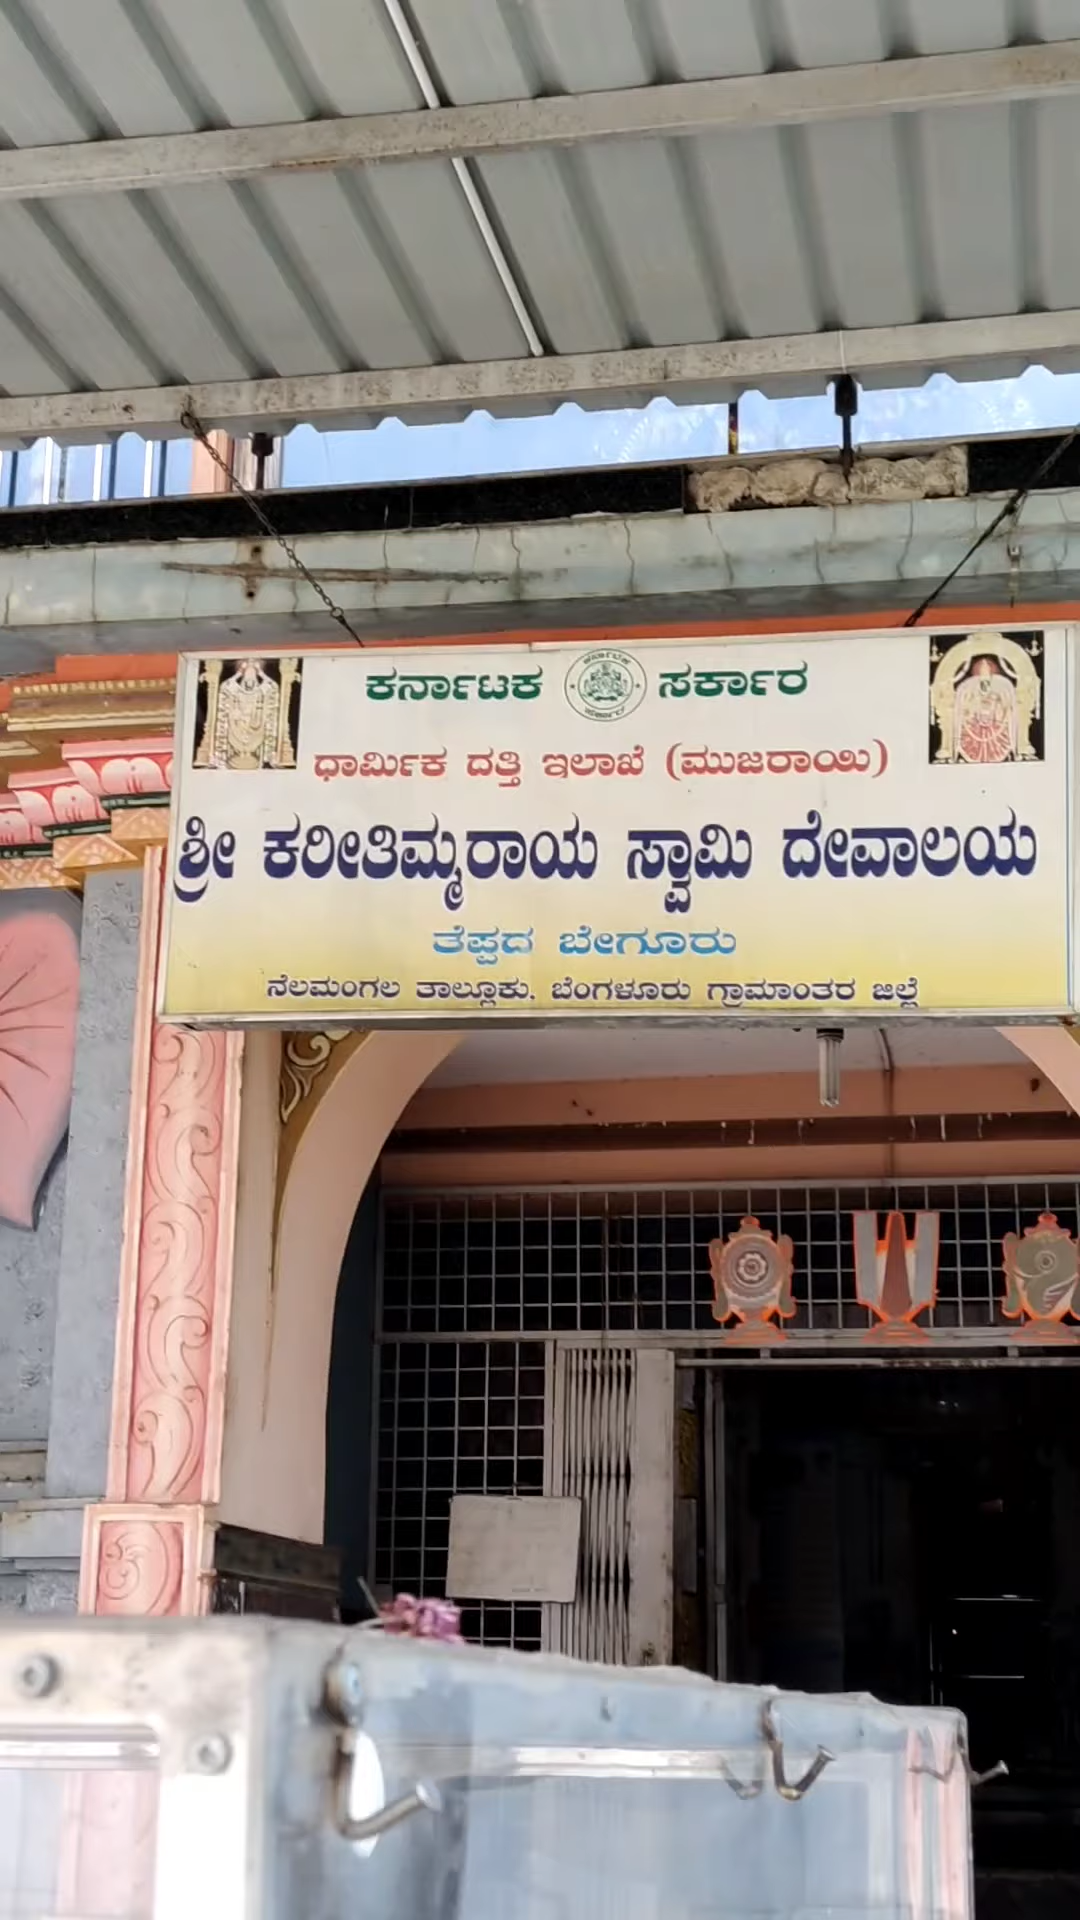 ಕರ್ನಾಟಕ ಸರ್ಕಾರ
ಧಾರ್ಮಿಕ ದತ್ತಿ ಇಲಾಖೆ (ಮುಜರಾಯಿ)
ಶ್ರೀ ಕರೀತಿಮ್ಮರಾಯ ಸ್ವಾಮಿ ದೇವಾಲಯ
ತೆಪ್ಪದ ಬೇಗೂರು
ನೆಲಮಂಗಲ ತಾಲ್ಲೂಕು, ಬೆಂಗಳೂರು ಗ್ರಾಮಾಂತರ ಜಿಲ್ಲೆ